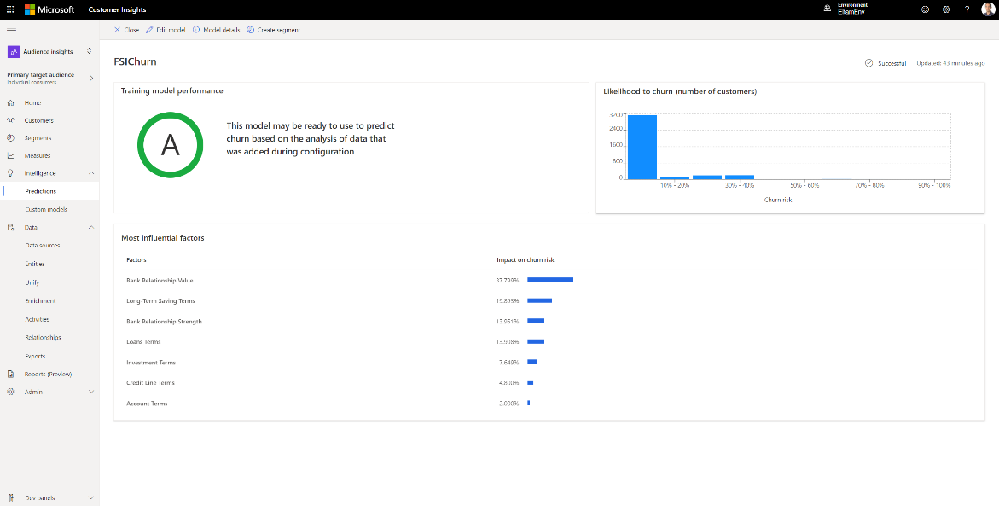 Microsoft Customer Insights
Environment
EltamEnv
?
Close Edit model Model details Create segment
Audience insights
Primary target audience
Individual consumers
Home
Customers
Segments
Measures
Intelligence
Predictions
Custom models
Data
Data sources
Entities
Unify
Enrichment
Activities
Relationships
Exports
Reports (Preview)
Admin
Dev panels
FSIChurn
Successful Updated: 43 minutes ago
Training model performance
A
This model may be ready to use to predict
churn based on the analysis of data that
was added during configuration.
Likelihood to churn (number of customers)
3200
2400
1600
800
0
10% - 20% 30% - 40% 50% - 60% 70% - 80% 90% - 100%
Churn risk
Most influential factors
Factors Impact on churn risk
Bank Relationship Value 37.799%
Long-Term Saving Terms 19.893%
Bank Relationship Strength 13.951%
Loans Terms 13.908%
Investment Terms 7.649%
Credit Line Terms 4.800%
Account Terms 2.000%